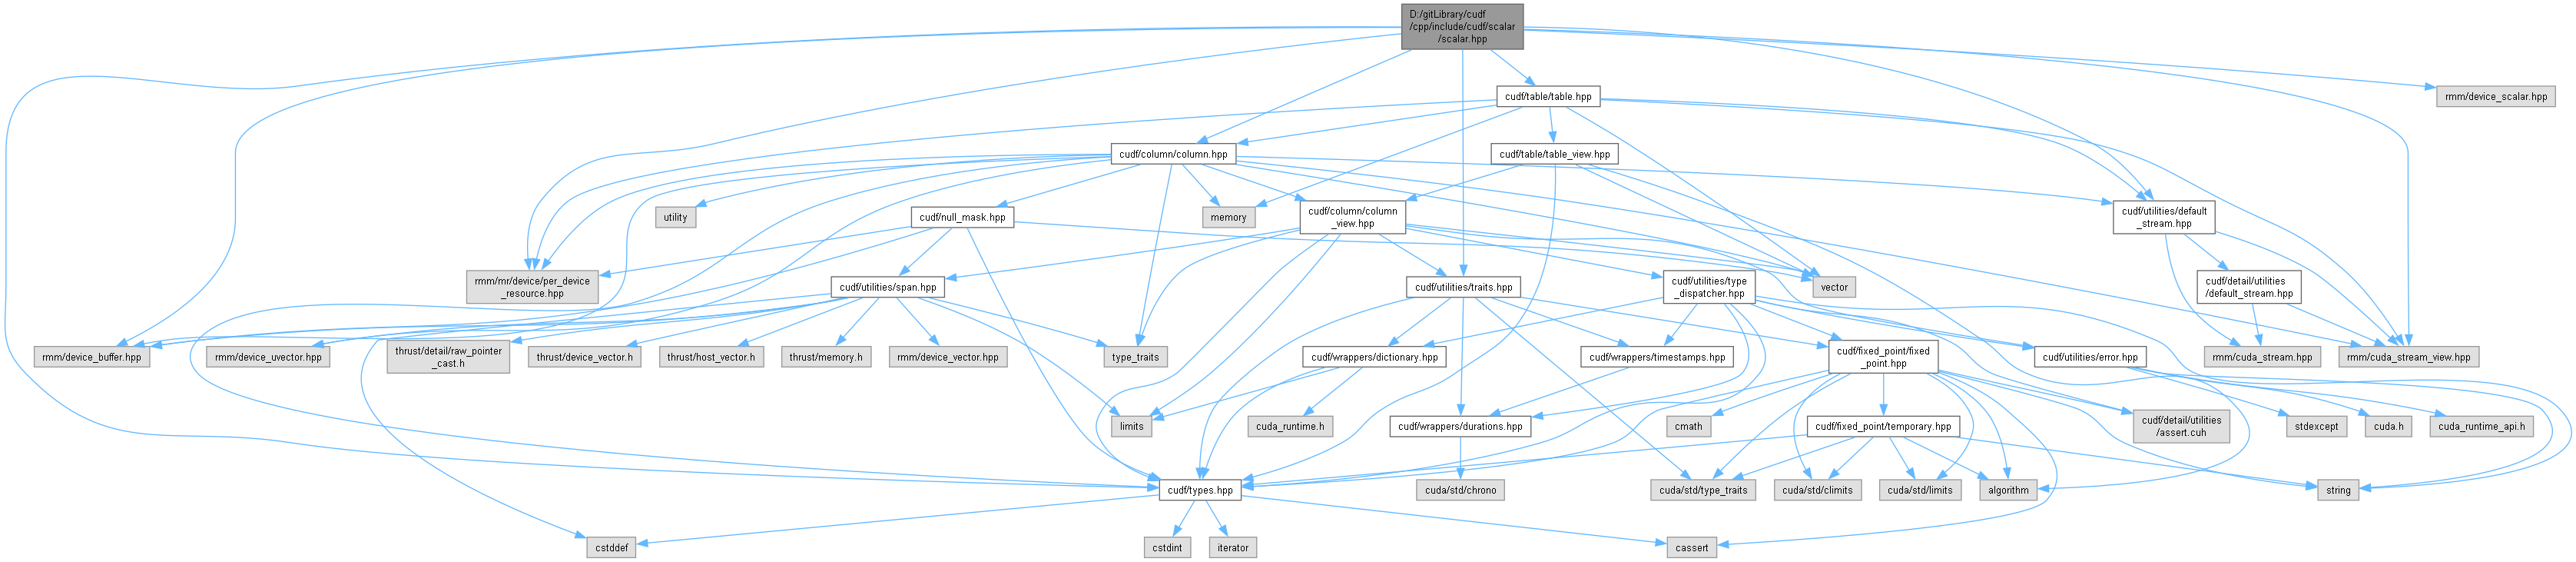 D:/gitLibrary/cudf
/cpp/include/cudf/scalar
/scalar.hpp
rmm/device_scalar.hpp
cudf/table/table.hpp
cudf/column/column.hpp
cudf/table/table_view.hpp
utility
cudf/null_mask.hpp
memory
cudf/column/column
_view.hpp
cudf/utilities/default
_stream.hpp
rmm/mr/device/per_device
_resource.hpp
cudf/utilities/span.hpp
cudf/utilities/traits.hpp
cudf/utilities/type
_dispatcher.hpp
vector
cudf/detail/utilities
/default_stream.hpp
rmm/device_buffer.hpp
rmm/device_uvector.hpp
thrust/detail/raw_pointer
_cast.h
thrust/device_vector.h
thrust/host_vector.h
thrust/memory.h
rmm/device_vector.hpp
type_traits
cudf/wrappers/dictionary.hpp
cudf/wrappers/timestamps.hpp
cudf/fixed_point/fixed
_point.hpp
cudf/utilities/error.hpp
rmm/cuda_stream.hpp
rmm/cuda_stream_view.hpp
limits
cuda_runtime.h
cudf/wrappers/durations.hpp
cmath
cudf/fixed_point/temporary.hpp
cudf/detail/utilities
/assert.cuh
stdexcept
cuda.h
cuda_runtime_api.h
cudf/types.hpp
cuda/std/chrono
cuda/std/type_traits
cuda/std/climits
cuda/std/limits
algorithm
string
cstddef
cstdint
iterator
cassert